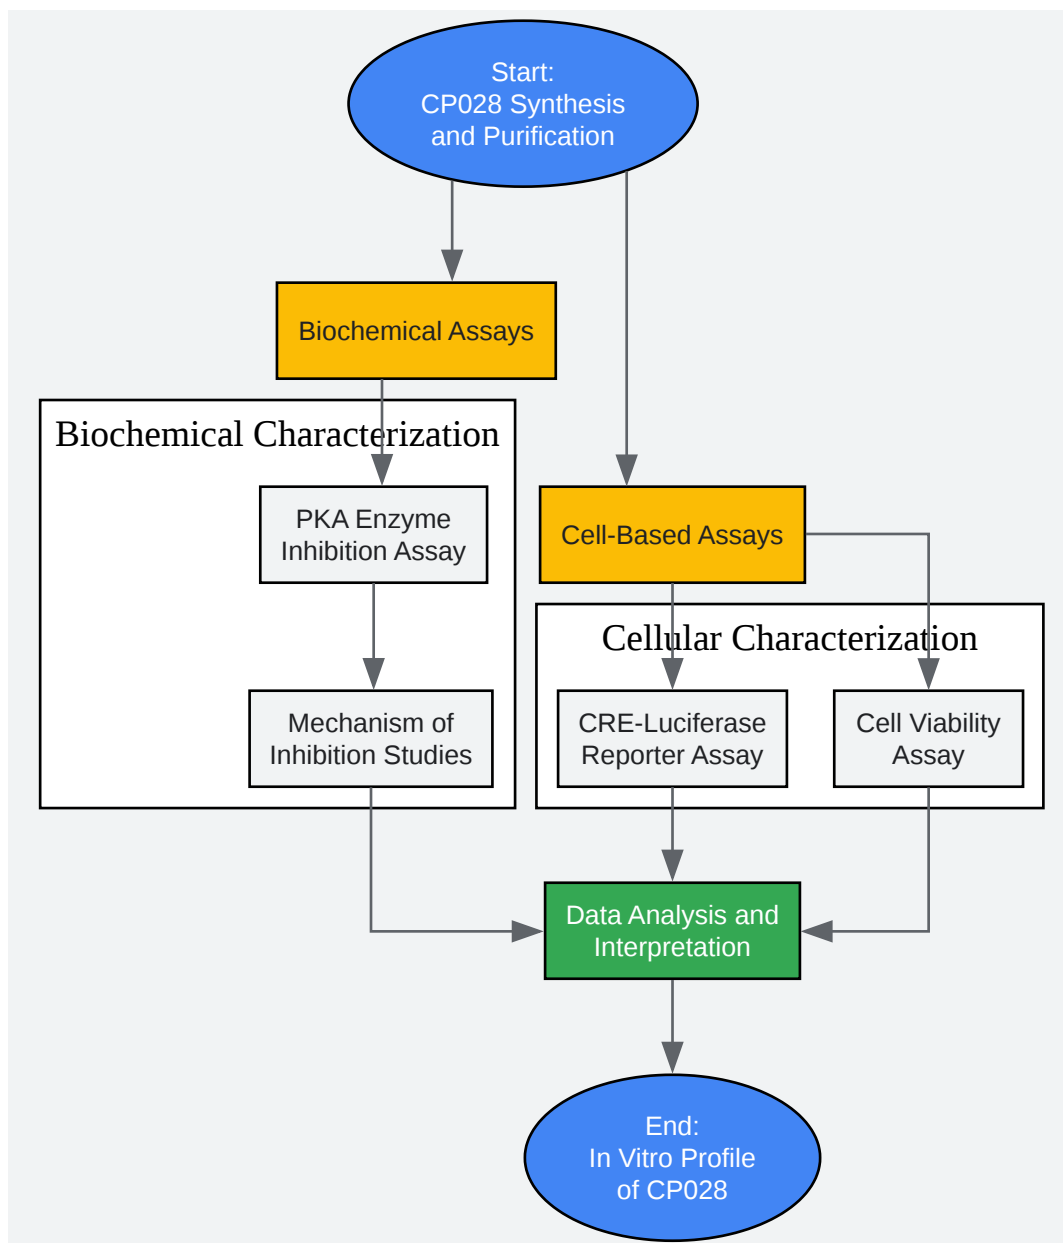 Start:
CP028 Synthesis
and Purification
Biochemical Assays
Biochemical Characterization
PKA Enzyme
Inhibition Assay
Mechanism of
Inhibition Studies
Cell-Based Assays
Cellular Characterization
CRE-Luciferase
Reporter Assay
Cell Viability
Assay
Data Analysis and
Interpretation
End:
In Vitro Profile
of CP028